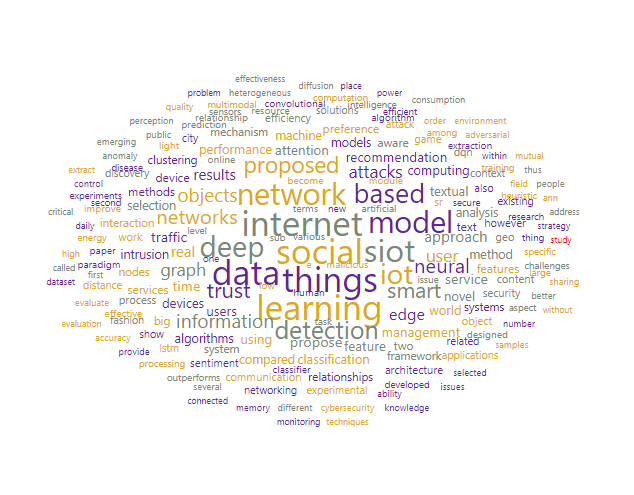 effectiveness
problem heterogeneous diffusion place power
quality multimodal convolutional computation intelligence consumption
sensors resource solutions efficient
perception prediction relationship efficiency algorithm order environment
public city mechanism machine preference attack among adversarial
emerging light performance attention models aware game extraction
anomaly clustering online recommendation dqn within mutual
extract disease discovery device results proposed attacks computing context training thus
control become module field people
experiments methods objects network based textual also heuristic ann
second terms new artificial sr secure existing
critical improve selection networks internet model analysis research address
daily interaction level text however strategy
energy work traffic deep sub various social siot approach geo thing study
high paper intrusion real one user method specific
called paradigm nodes graph data things e malicious iot neural features challenges
dataset distance services time trust human issue service content large sharing
evaluate process devices learning smart novel security better
effective users edge world systems aspect without
evaluation fashion big information task object number
accuracy show algorithms using detection management designed related
provide lstm system propose feature two framework applications samples
processing sentiment compared classification
outperforms communication classifier relationships architecture selected
several networking experimental ability developed issues
connected memory different cybersecurity knowledge
monitoring techniques